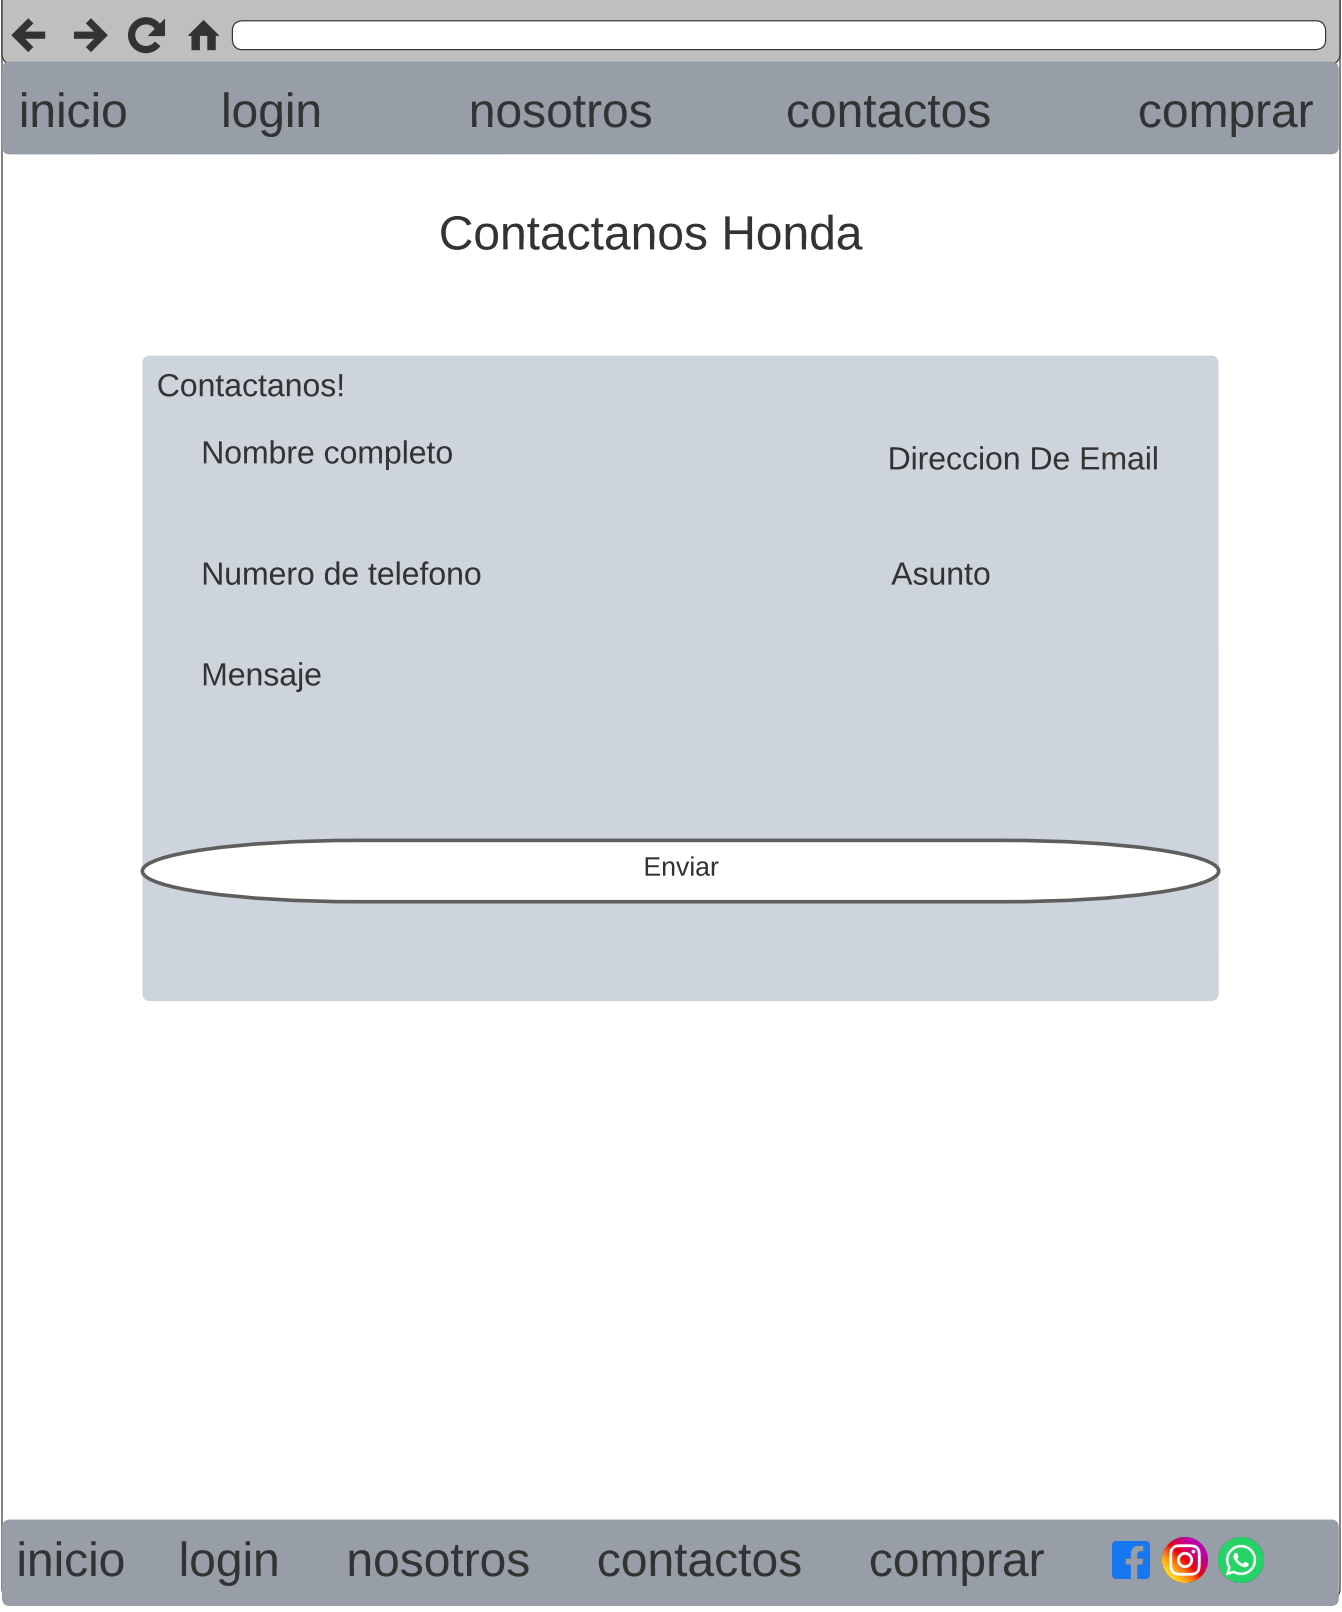 inicio login nosotros contactos comprar
Contactanos Honda
Contactanos!
Nombre completo Direccion De Email
Numero de telefono Asunto
Mensaje
Enviar
inicio login nosotros contactos comprar